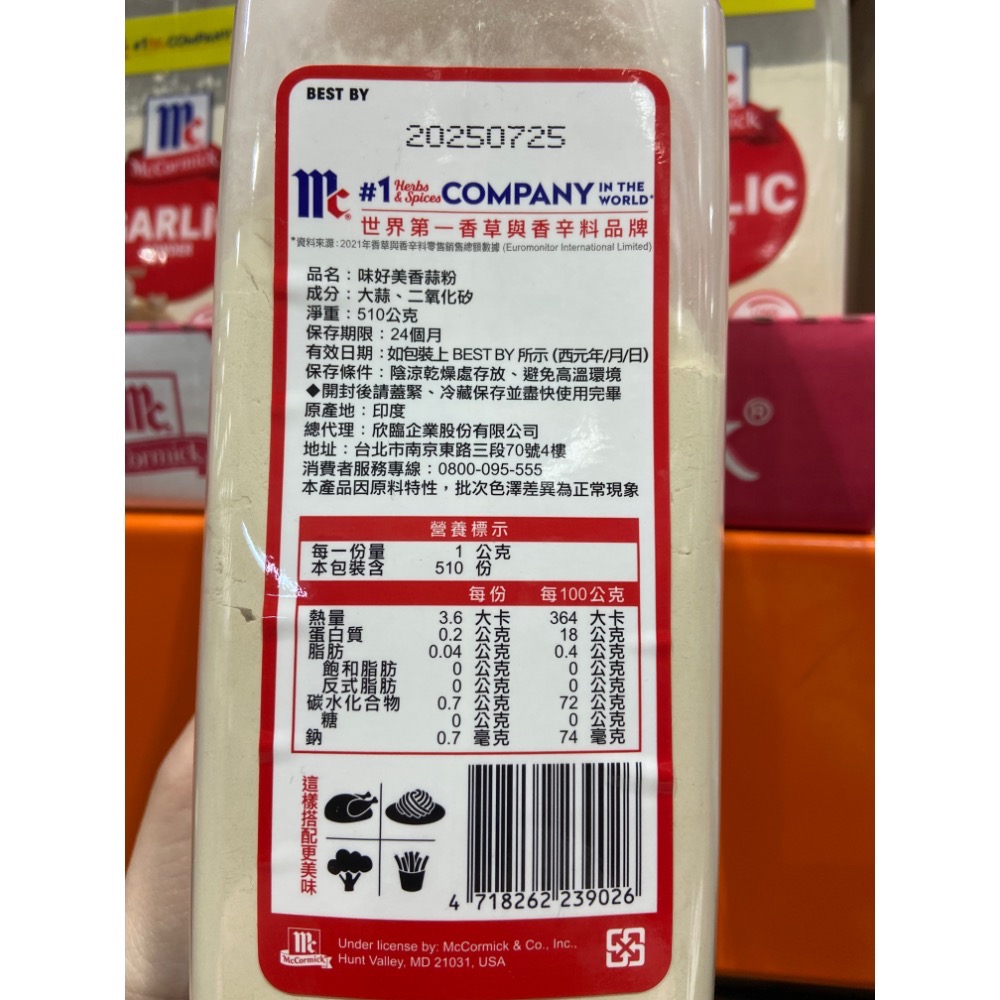 BEST BY
20250725
Mc® #1 Herbs & Spices COMPANY IN THE WORLD*
世界第一香草與香辛料品牌
*資料來源：2021年香草與香辛料零售銷售總額數據 (Euromonitor International Limited)
品名：味好美香蒜粉
成分：大蒜、二氧化矽
淨重：510公克
保存期限：24個月
有效日期：如包裝上 BEST BY 所示 (西元年/月/日)
保存條件：陰涼乾燥處存放、避免高溫環境
◆開封後請蓋緊、冷藏保存並盡快使用完畢
原產地：印度
總代理：欣臨企業股份有限公司
地址：台北市南京東路三段70號4樓
消費者服務專線：0800-095-555
本產品因原料特性，批次色澤差異為正常現象
營養標示
每一份量 1 公克
本包裝含 510 份
每份 每100公克
熱量 3.6 大卡 364 大卡
蛋白質 0.2 公克 18 公克
脂肪 0.04 公克 0.4 公克
飽和脂肪 0 公克 0 公克
反式脂肪 0 公克 0 公克
碳水化合物 0.7 公克 72 公克
糖 0 公克 0 公克
鈉 0.7 毫克 74 毫克
這樣搭配更美味
4 718262 239026
Mc McCormick
Under license by: McCormick & Co., Inc.,
Hunt Valley, MD 21031, USA
Mc
McCormick
ARLIC
LIC
Mc
ormick
®